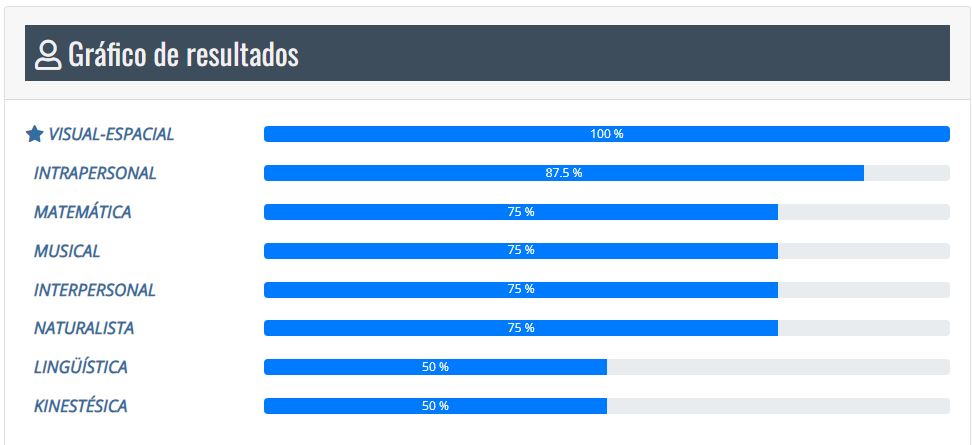 Gráfico de resultados
VISUAL-ESPACIAL 100 %
INTRAPERSONAL 87.5 %
MATEMÁTICA 75 %
MUSICAL 75 %
INTERPERSONAL 75 %
NATURALISTA 75 %
LINGÜÍSTICA 50 %
KINESTÉSICA 50 %